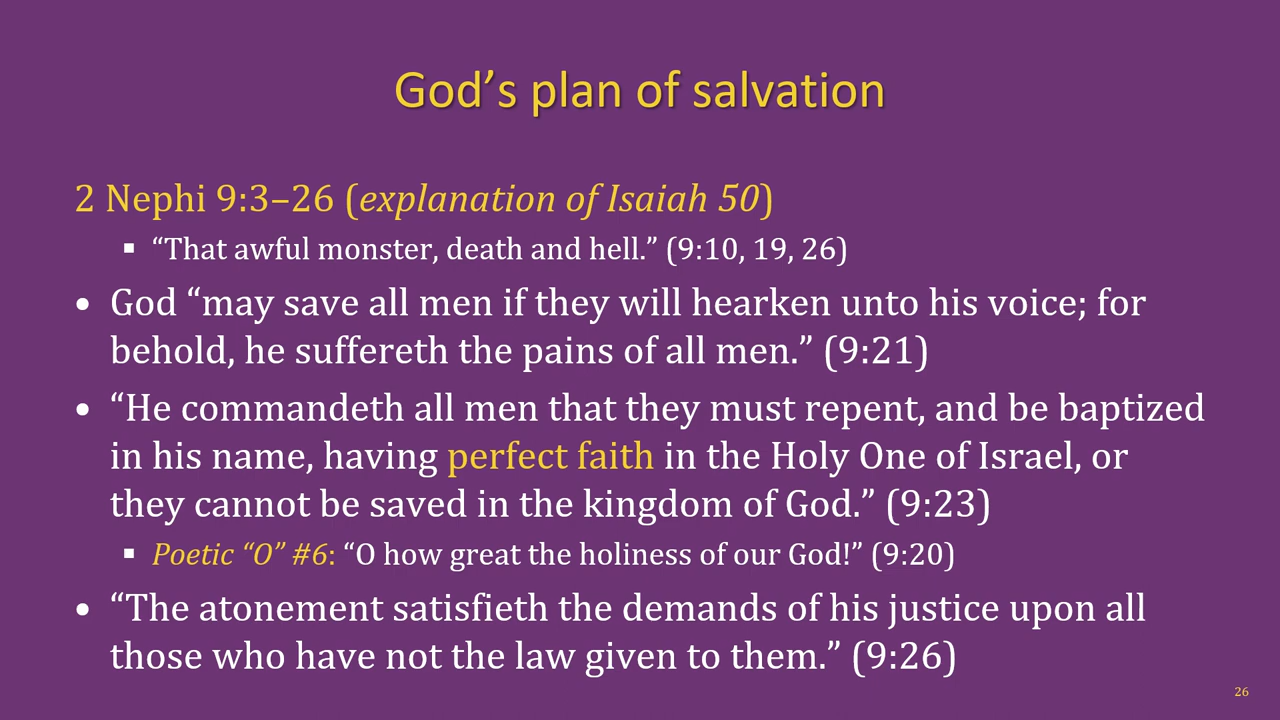 God’s plan of salvation
2 Nephi 9:3–26 (explanation of Isaiah 50)
▪ “That awful monster, death and hell.” (9:10, 19, 26)
• God “may save all men if they will hearken unto his voice; for
behold, he suffereth the pains of all men.” (9:21)
• “He commandeth all men that they must repent, and be baptized
in his name, having perfect faith in the Holy One of Israel, or
they cannot be saved in the kingdom of God.” (9:23)
▪ Poetic “O” #6: “O how great the holiness of our God!” (9:20)
• “The atonement satisfieth the demands of his justice upon all
those who have not the law given to them.” (9:26)
26